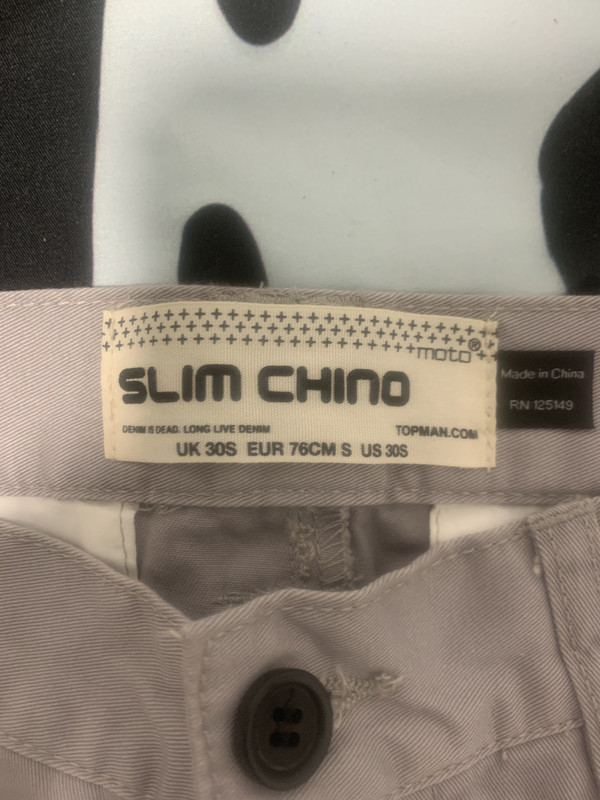 moto®
SLIM CHINO
DENIM IS DEAD. LONG LIVE DENIM
TOPMAN.COM
UK 30S EUR 76CM S US 30S
Made in China
RN 125149